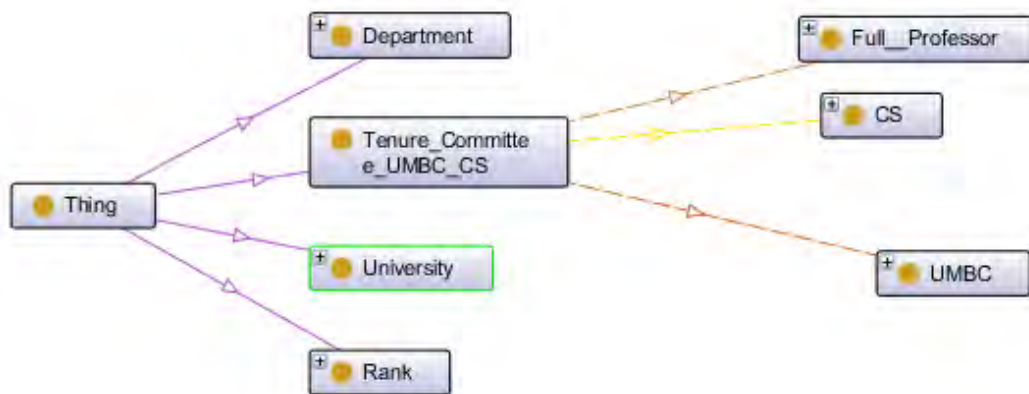 Department
Full__Professor
CS
Tenure_Committe
e_UMBC_CS
Thing
University
UMBC
Rank